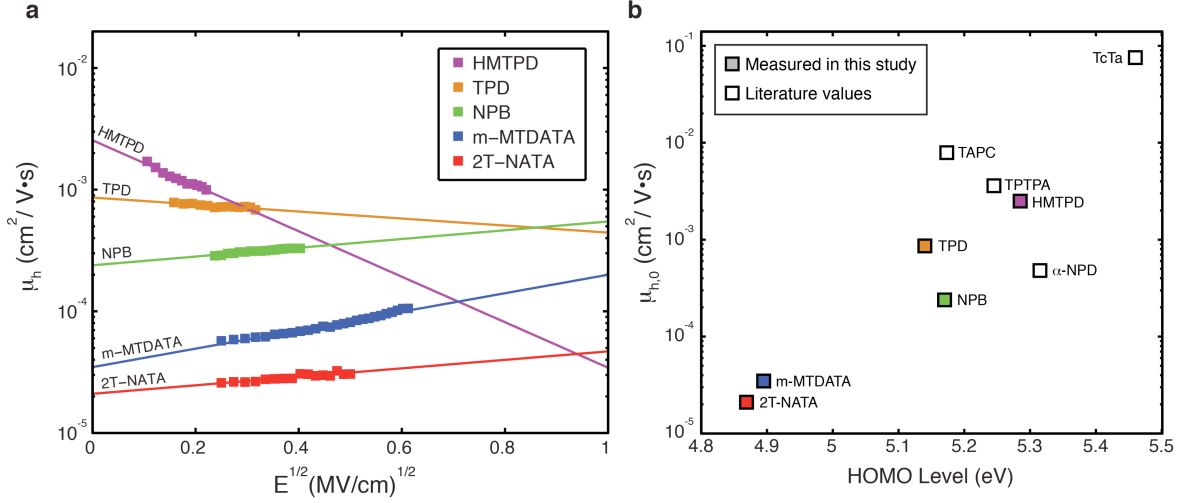 a
μh (cm2/ V•s)
10-2
10-3
10-4
10-5
HMTPD
TPD
NPB
m−MTDATA
2T−NATA
HMTPD
TPD
NPB
m−MTDATA
2T−NATA
0
0.2
0.4
0.6
0.8
1
E1/2(MV/cm)1/2
b
μh,0 (cm2/ V•s)
10-1
10-2
10-3
10-4
10-5
Measured in this study
Literature values
TcTa
TAPC
TPTPA
HMTPD
TPD
α-NPD
NPB
m-MTDATA
2T-NATA
4.8
4.9
5
5.1
5.2
5.3
5.4
5.5
HOMO Level (eV)